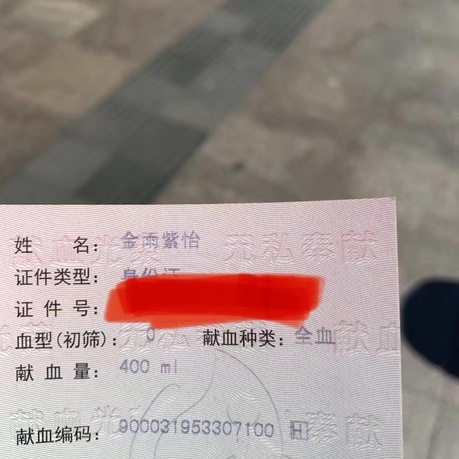 姓 名： 金雨紫怡
证件类型： 身份证
证 件 号：
血型(初筛)： O 献血种类： 全血
献 血 量： 400 ml
献血编码： 900031953307100 田